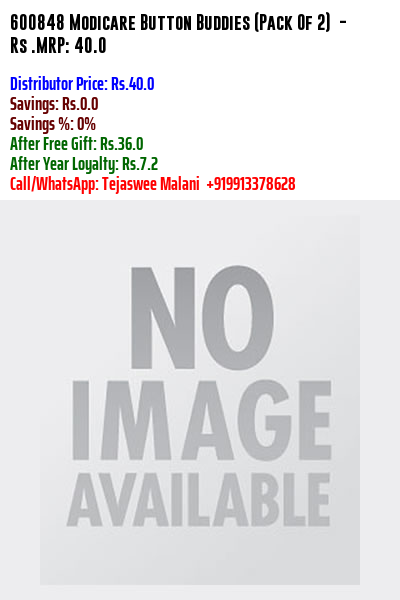 600848 Modicare Button Buddies (Pack Of 2) -
Rs .MRP: 40.0
Distributor Price: Rs.40.0
Savings: Rs.0.0
Savings %: 0%
After Free Gift: Rs.36.0
After Year Loyalty: Rs.7.2
Call/WhatsApp: Tejaswee Malani +919913378628
NO
IMAGE
AVAILABLE